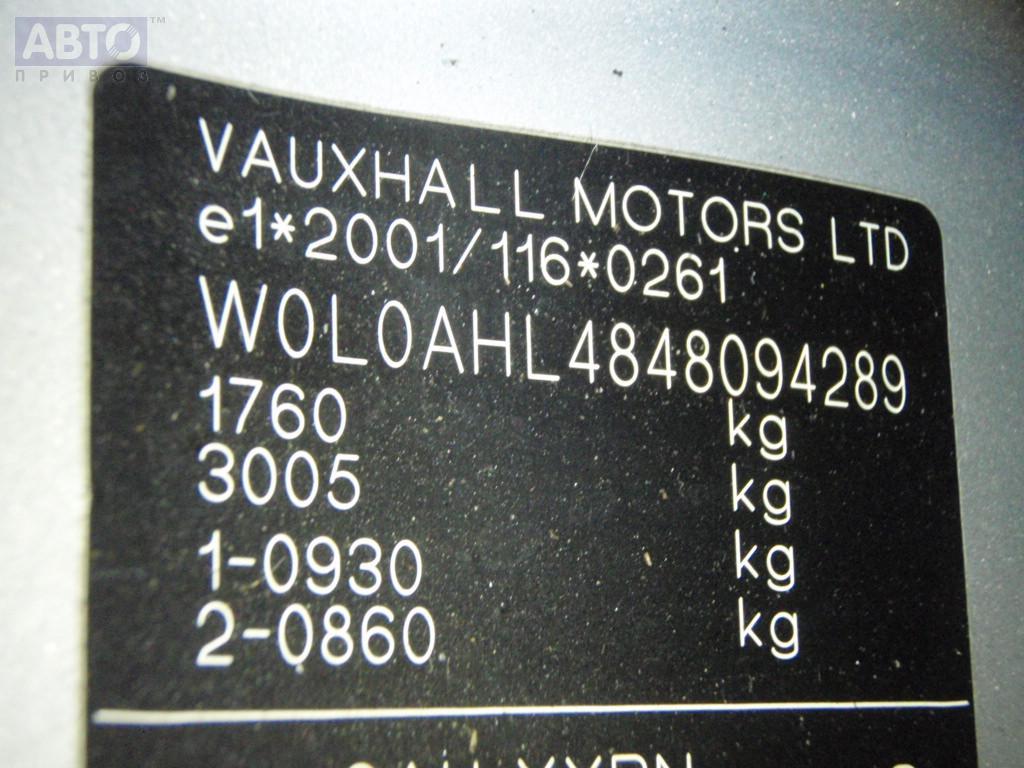 АВТО™
ПРИВОЗ
VAUXHALL MOTORS LTD
e1*2001/116*0261
W0L0AHL4848094289
1760 kg
3005 kg
1-0930 kg
2-0860 kg